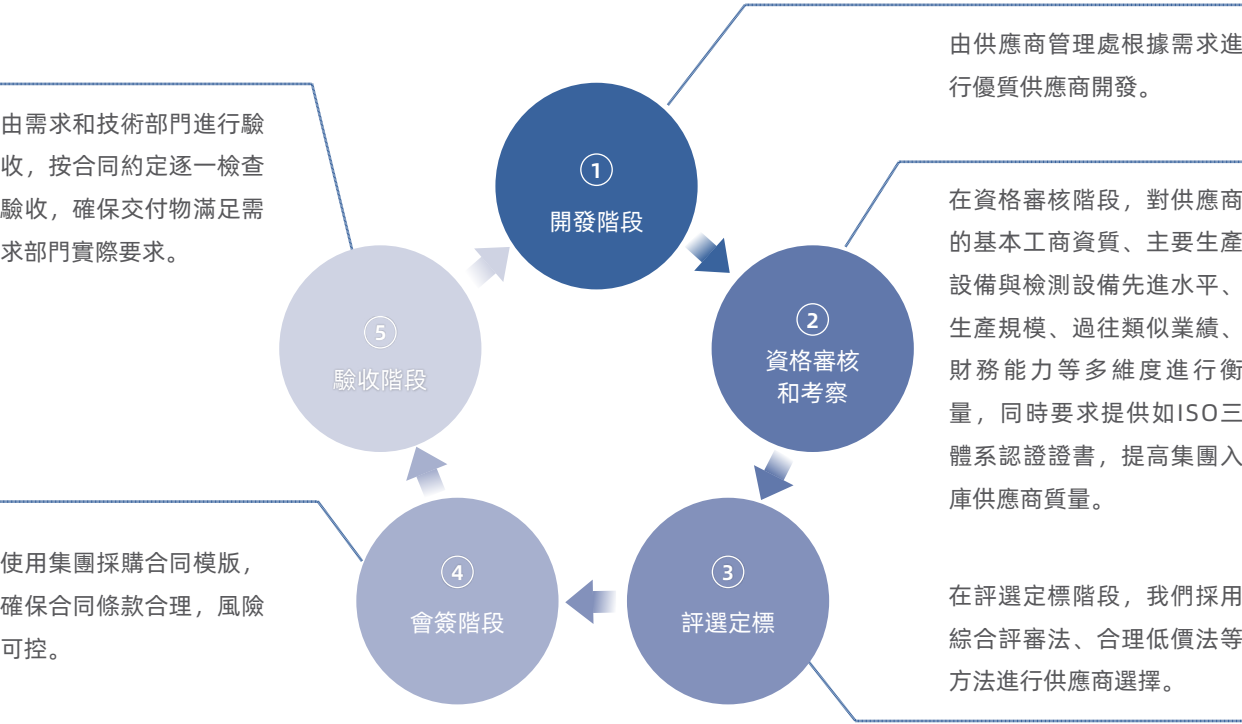 ①
開發階段
由供應商管理處根據需求進
行優質供應商開發。
②
資格審核
和考察
在資格審核階段，對供應商
的基本工商資質、主要生產
設備與檢測設備先進水平、
生產規模、過往類似業績、
財務能力等多維度進行衡
量，同時要求提供如ISO三
體系認證證書，提高集團入
庫供應商質量。
③
評選定標
在評選定標階段，我們採用
綜合評審法、合理低價法等
方法進行供應商選擇。
④
會簽階段
使用集團採購合同模版，
確保合同條款合理，風險
可控。
⑤
驗收階段
由需求和技術部門進行驗
收，按合同約定逐一檢查
驗收，確保交付物滿足需
求部門實際要求。